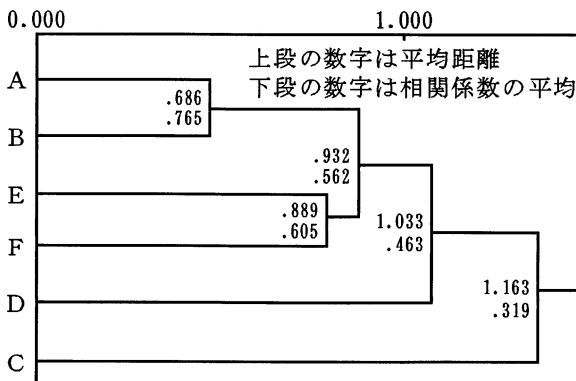 0.000 1.000
上段の数字は平均距離
下段の数字は相関係数の平均
A
.686
.765
B
.932
.562
E
.889
.605
F
1.033
.463
D
1.163
.319
C